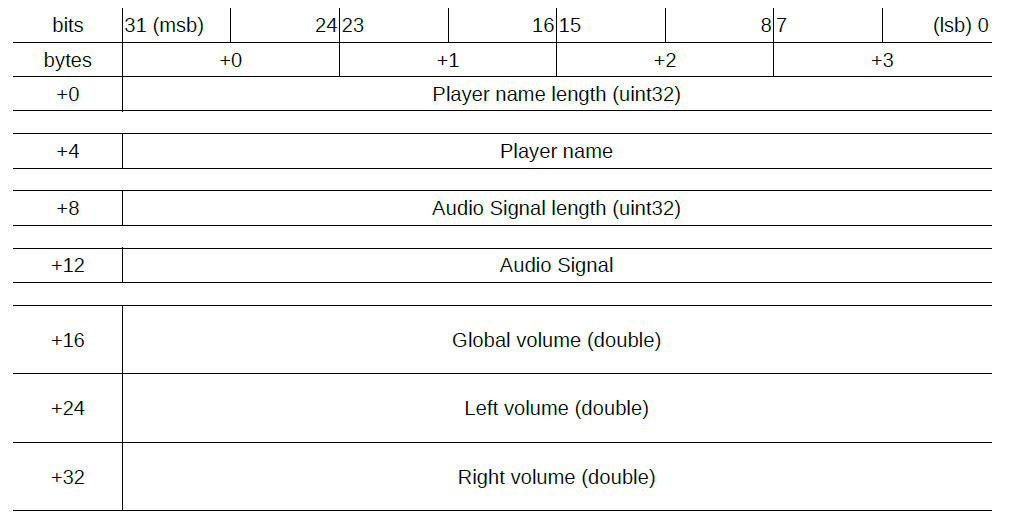 bits 31 (msb) 24 23 16 15 8 7 (lsb) 0
bytes +0 +1 +2 +3
+0 Player name length (uint32)
+4 Player name
+8 Audio Signal length (uint32)
+12 Audio Signal
+16 Global volume (double)
+24 Left volume (double)
+32 Right volume (double)